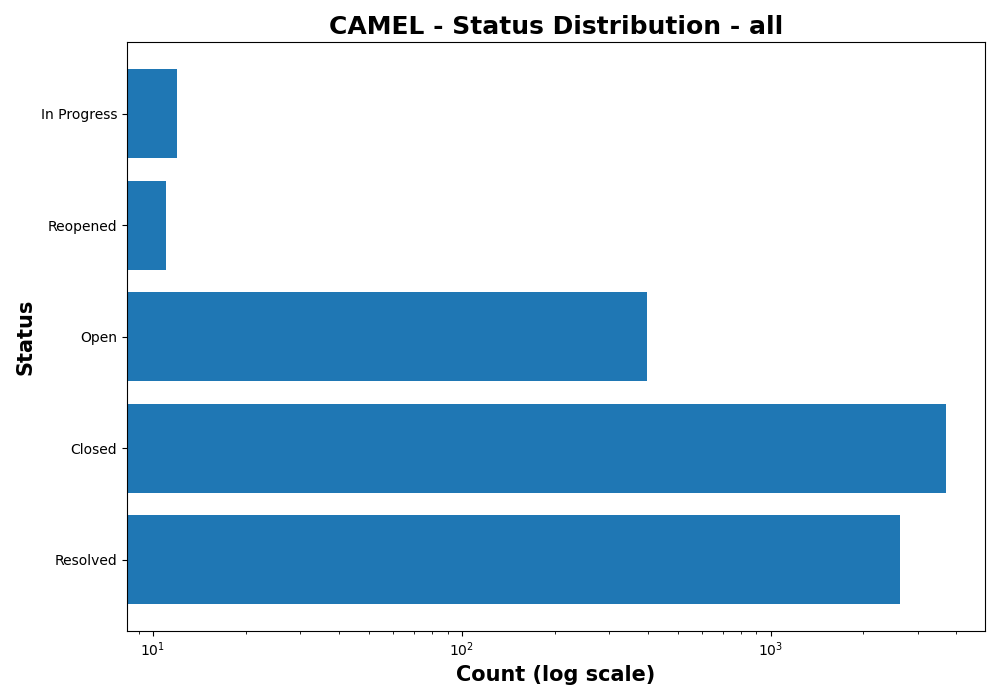 CAMEL - Status Distribution - all
In Progress
Reopened
Open
Closed
Resolved
Status
10¹ 10² 10³
Count (log scale)